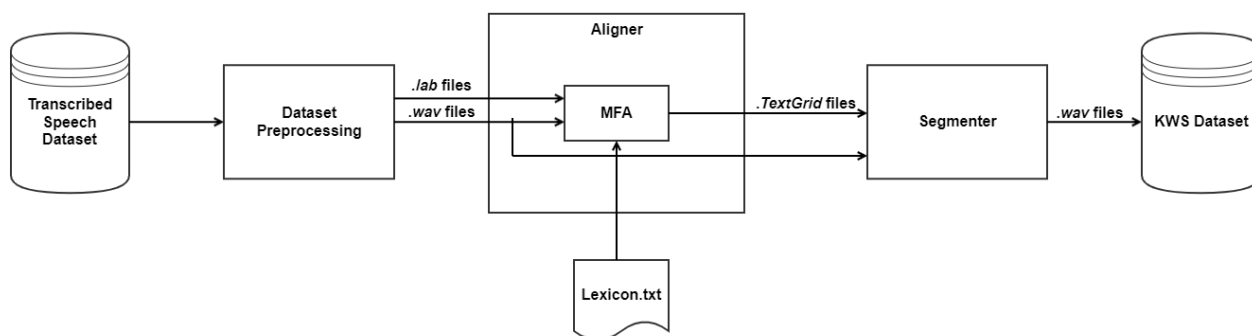 Transcribed
Speech
Dataset
Dataset
Preprocessing
.lab files
.wav files
Aligner
MFA
Lexicon.txt
.TextGrid files
Segmenter
.wav files
KWS Dataset